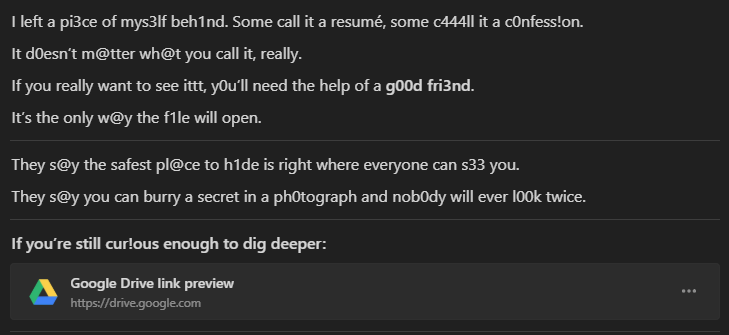 I left a pi3ce of mys3lf beh1nd. Some call it a resumé, some c444ll it a c0nfess!on.
It d0esn't m@tter wh@t you call it, really.
If you really want to see ittt, y0u'll need the help of a g00d fri3nd.
It's the only w@y the f1le will open.
They s@y the safest pl@ce to h1de is right where everyone can s33 you.
They s@y you can burry a secret in a ph0tograph and nob0dy will ever l00k twice.
If you're still cur!ous enough to dig deeper:
Google Drive link preview
https://drive.google.com